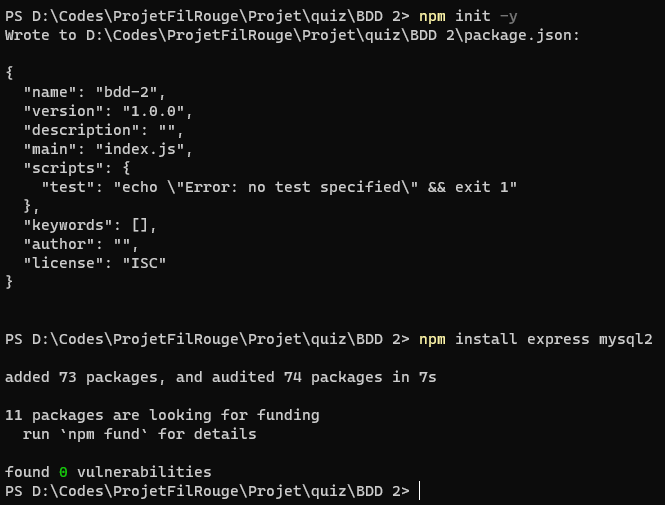 PS D:\Codes\ProjetFilRouge\Projet\quiz\BDD 2> npm init -y
Wrote to D:\Codes\ProjetFilRouge\Projet\quiz\BDD 2\package.json:

{
  "name": "bdd-2",
  "version": "1.0.0",
  "description": "",
  "main": "index.js",
  "scripts": {
    "test": "echo \"Error: no test specified\" && exit 1"
  },
  "keywords": [],
  "author": "",
  "license": "ISC"
}

PS D:\Codes\ProjetFilRouge\Projet\quiz\BDD 2> npm install express mysql2

added 73 packages, and audited 74 packages in 7s

11 packages are looking for funding
  run `npm fund` for details

found 0 vulnerabilities
PS D:\Codes\ProjetFilRouge\Projet\quiz\BDD 2>